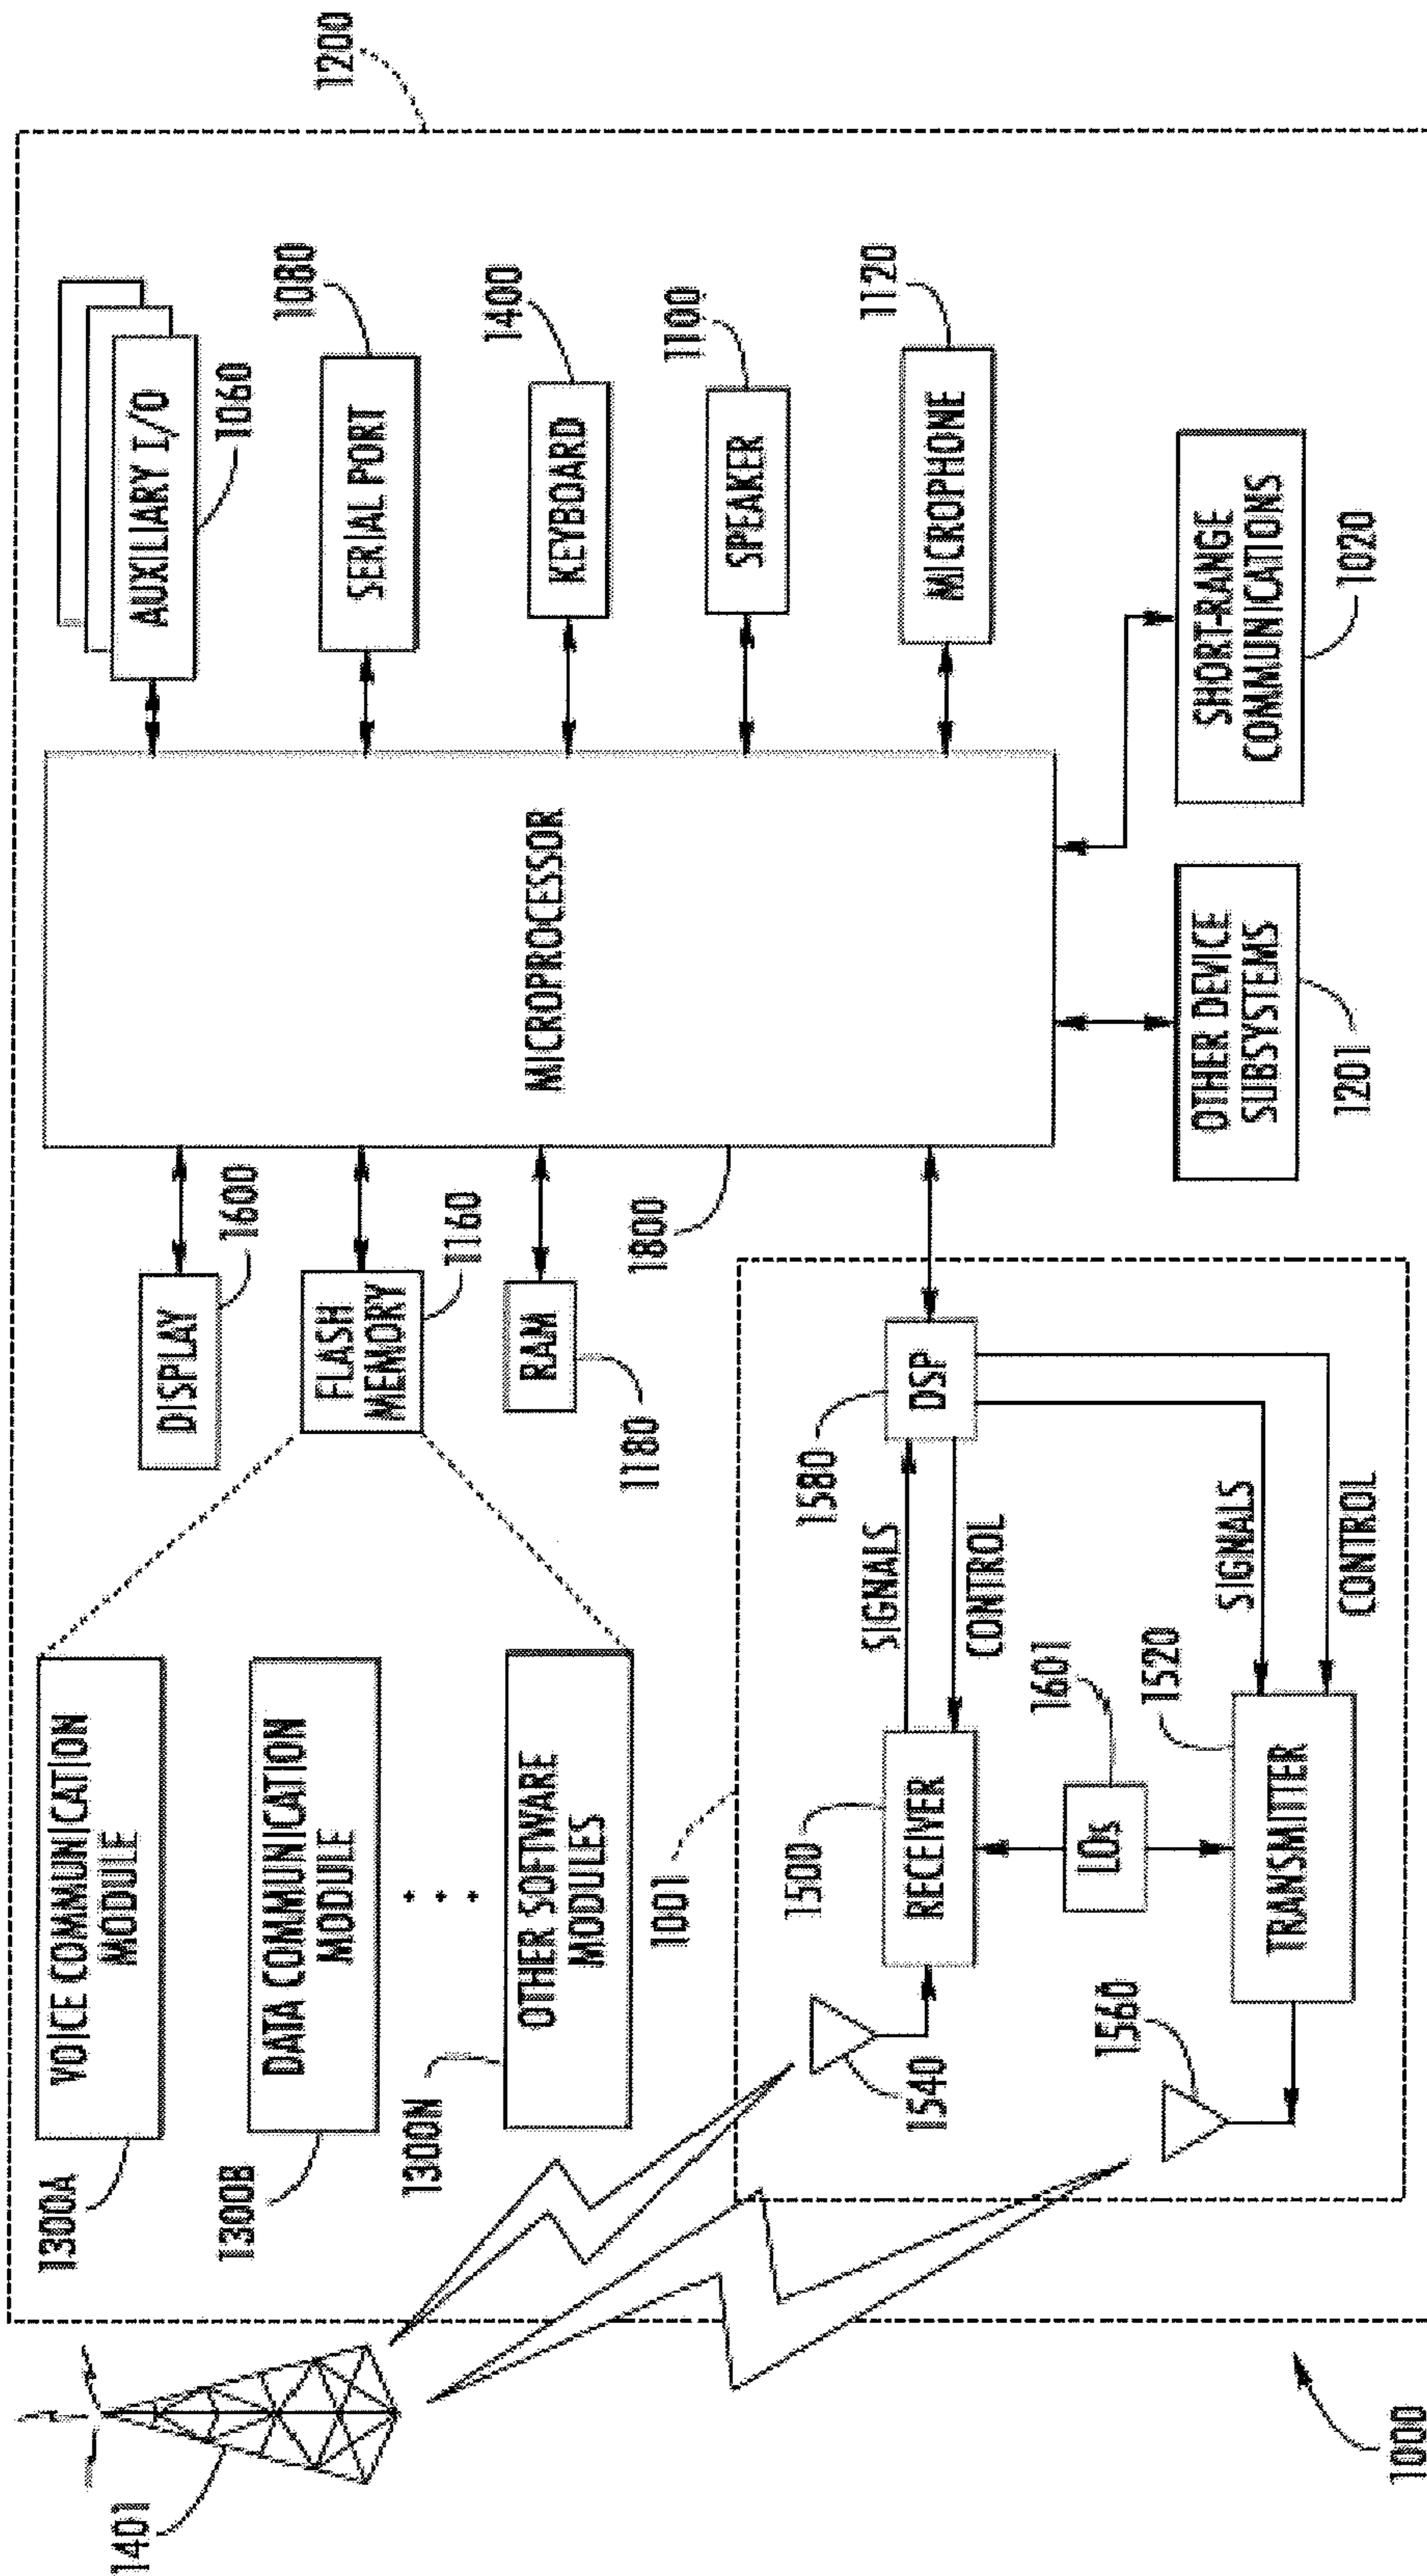 1401
1300A
VOICE COMMUNICATION
MODULE
1300B
DATA COMMUNICATION
MODULE
1300N
OTHER SOFTWARE
MODULES
DISPLAY
1600
FLASH
MEMORY
1160
RAM
1180
1800
MICROPROCESSOR
AUXILIARY I/O
1060
SERIAL PORT
1080
KEYBOARD
1400
SPEAKER
1100
MICROPHONE
1120
1200
1001
1540
1500
RECEIVER
SIGNALS
CONTROL
1580
DSP
LOs
1601
1560
1520
TRANSMITTER
SIGNALS
CONTROL
OTHER DEVICE
SUBSYSTEMS
1201
SHORT-RANGE
COMMUNICATIONS
1020
1000